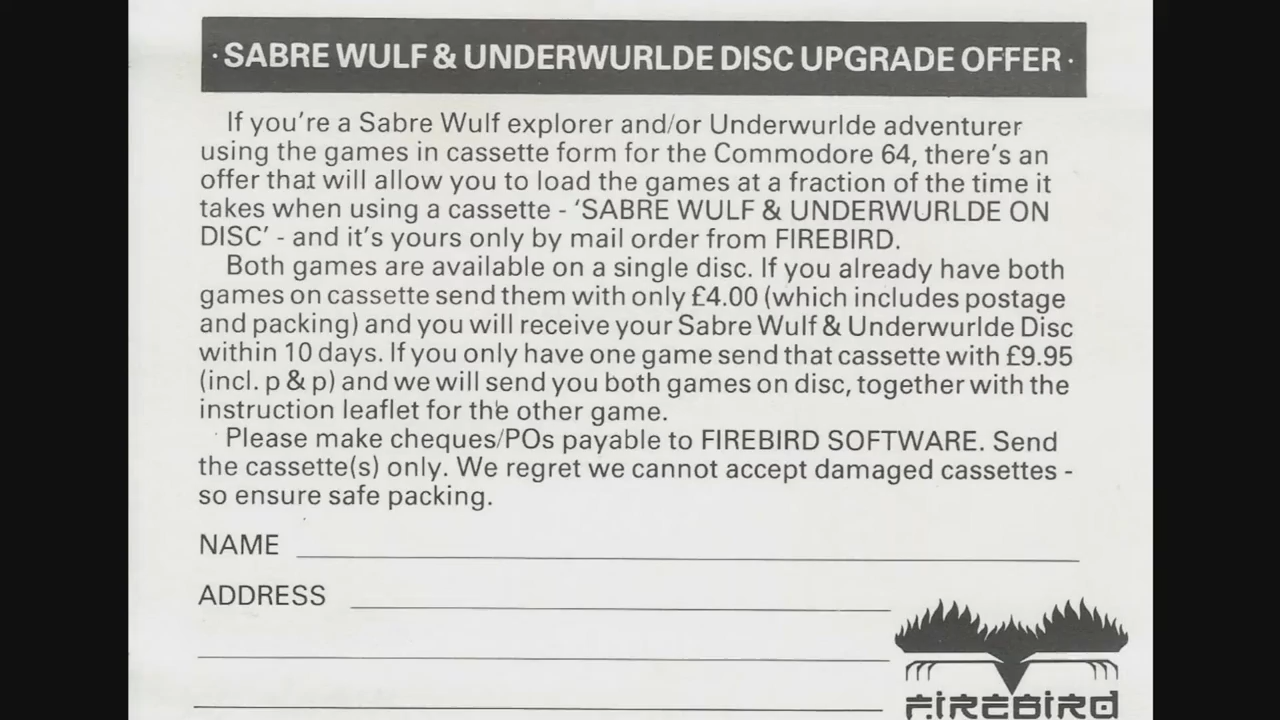 · SABRE WULF & UNDERWURLDE DISC UPGRADE OFFER ·
If you're a Sabre Wulf explorer and/or Underwurlde adventurer
using the games in cassette form for the Commodore 64, there's an
offer that will allow you to load the games at a fraction of the time it
takes when using a cassette - 'SABRE WULF & UNDERWURLDE ON
DISC' - and it's yours only by mail order from FIREBIRD.
Both games are available on a single disc. If you already have both
games on cassette send them with only £4.00 (which includes postage
and packing) and you will receive your Sabre Wulf & Underwurlde Disc
within 10 days. If you only have one game send that cassette with £9.95
(incl. p & p) and we will send you both games on disc, together with the
instruction leaflet for the other game.
Please make cheques/POs payable to FIREBIRD SOFTWARE. Send
the cassette(s) only. We regret we cannot accept damaged cassettes -
so ensure safe packing.
NAME
ADDRESS
FIREBIRD